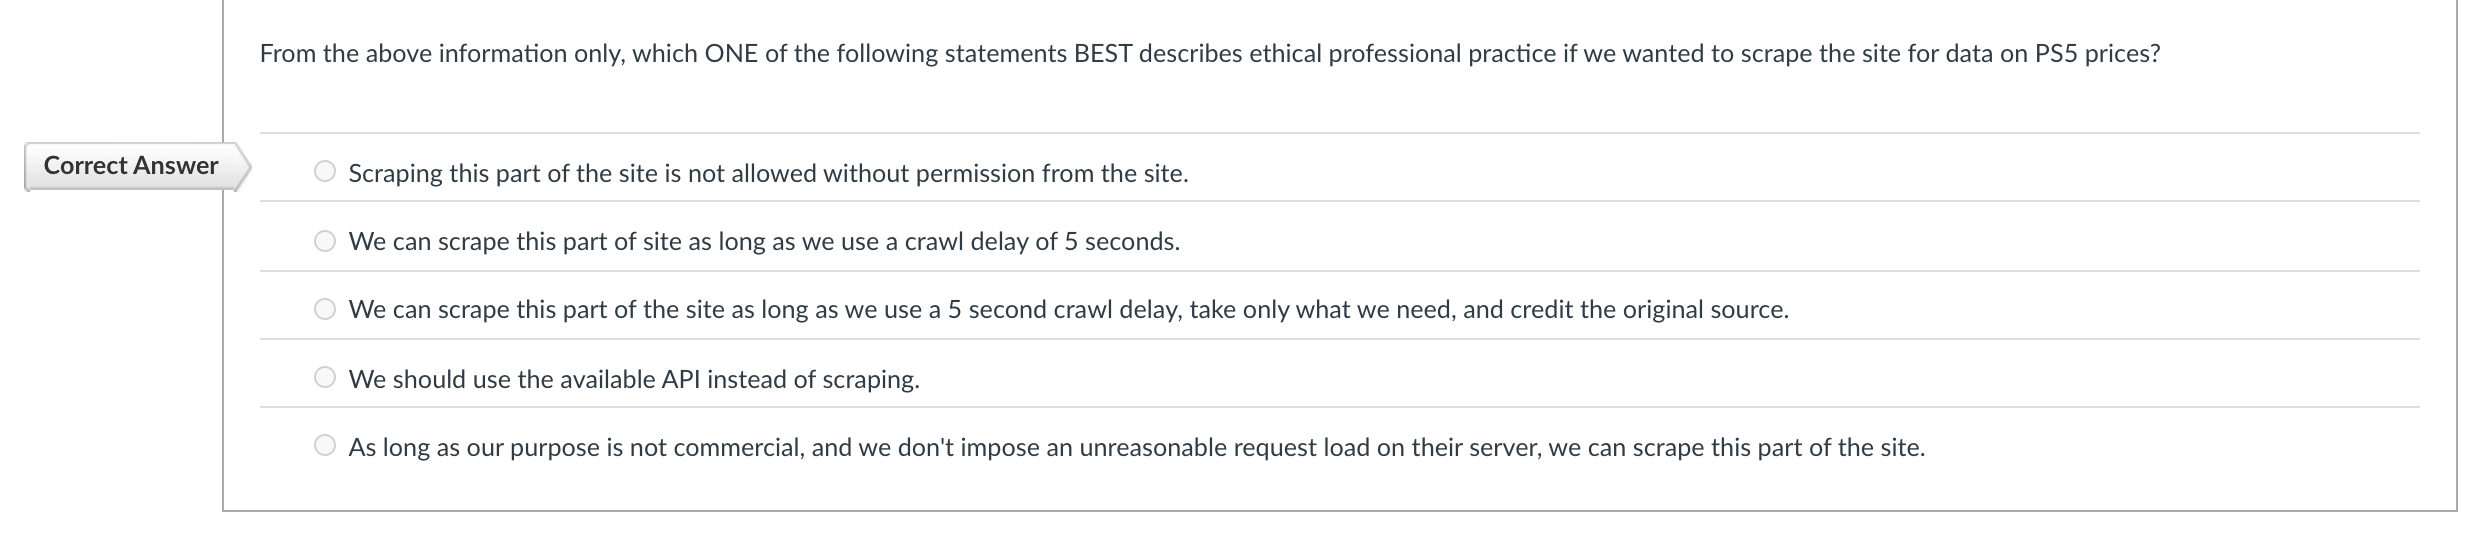 From the above information only, which ONE of the following statements BEST describes ethical professional practice if we wanted to scrape the site for data on PS5 prices?
Correct Answer
Scraping this part of the site is not allowed without permission from the site.
We can scrape this part of site as long as we use a crawl delay of 5 seconds.
We can scrape this part of the site as long as we use a 5 second crawl delay, take only what we need, and credit the original source.
We should use the available API instead of scraping.
As long as our purpose is not commercial, and we don't impose an unreasonable request load on their server, we can scrape this part of the site.